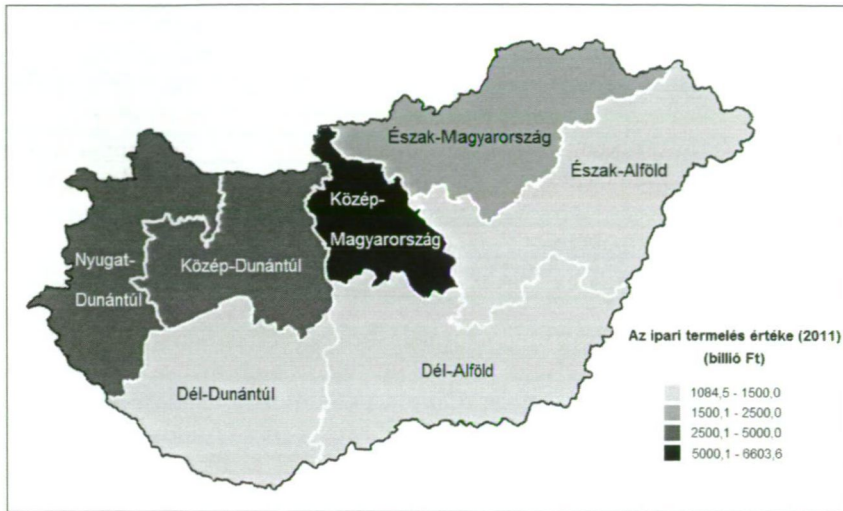 Észak-Magyarország
Észak-Alföld
Közép-
Magyarország
Nyugat-
Dunántúl
Közép-Dunántúl
Dél-Dunántúl
Dél-Alföld
Az ipari termelés értéke (2011)
(billió Ft)
1084,5 - 1500,0
1500,1 - 2500,0
2500,1 - 5000,0
5000,1 - 6603,6